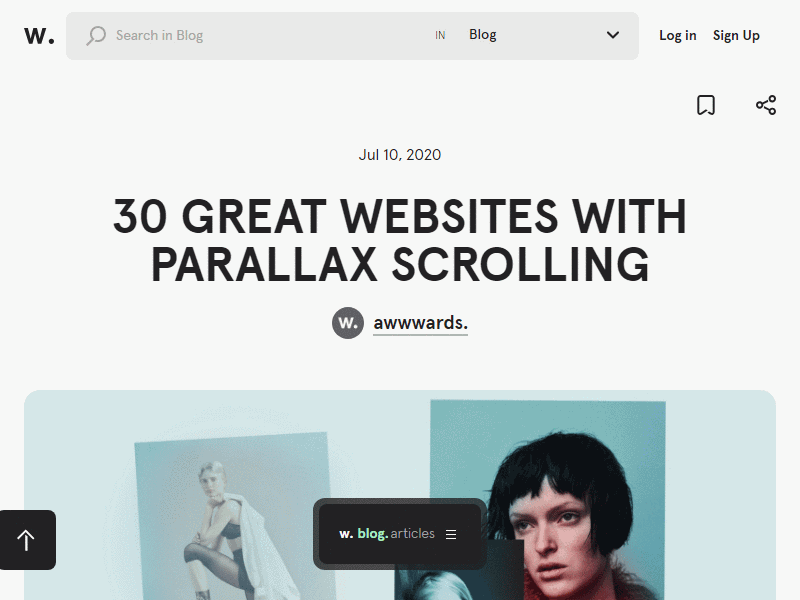 W.
Search in Blog
IN
Blog
Log in
Sign Up
Jul 10, 2020
30 GREAT WEBSITES WITH
PARALLAX SCROLLING
W.
awwwards.
w. blog. articles